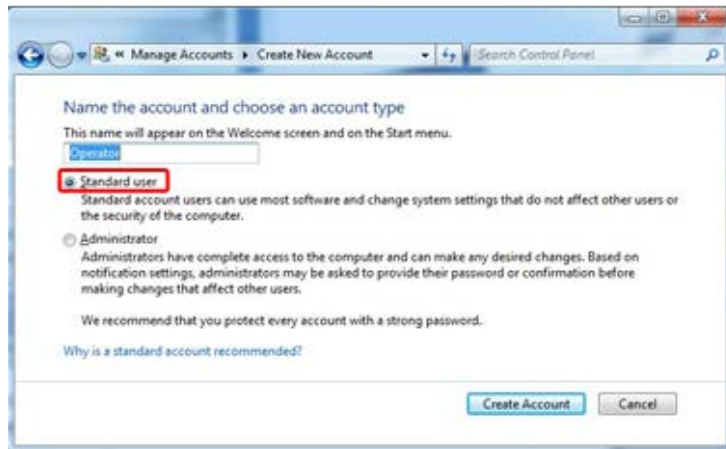 « Manage Accounts ▸ Create New Account
Search Control Panel
Name the account and choose an account type
This name will appear on the Welcome screen and on the Start menu.
Operator
Standard user
Standard account users can use most software and change system settings that do not affect other users or
the security of the computer.
Administrator
Administrators have complete access to the computer and can make any desired changes. Based on
notification settings, administrators may be asked to provide their password or confirmation before
making changes that affect other users.
We recommend that you protect every account with a strong password.
Why is a standard account recommended?
Create Account
Cancel